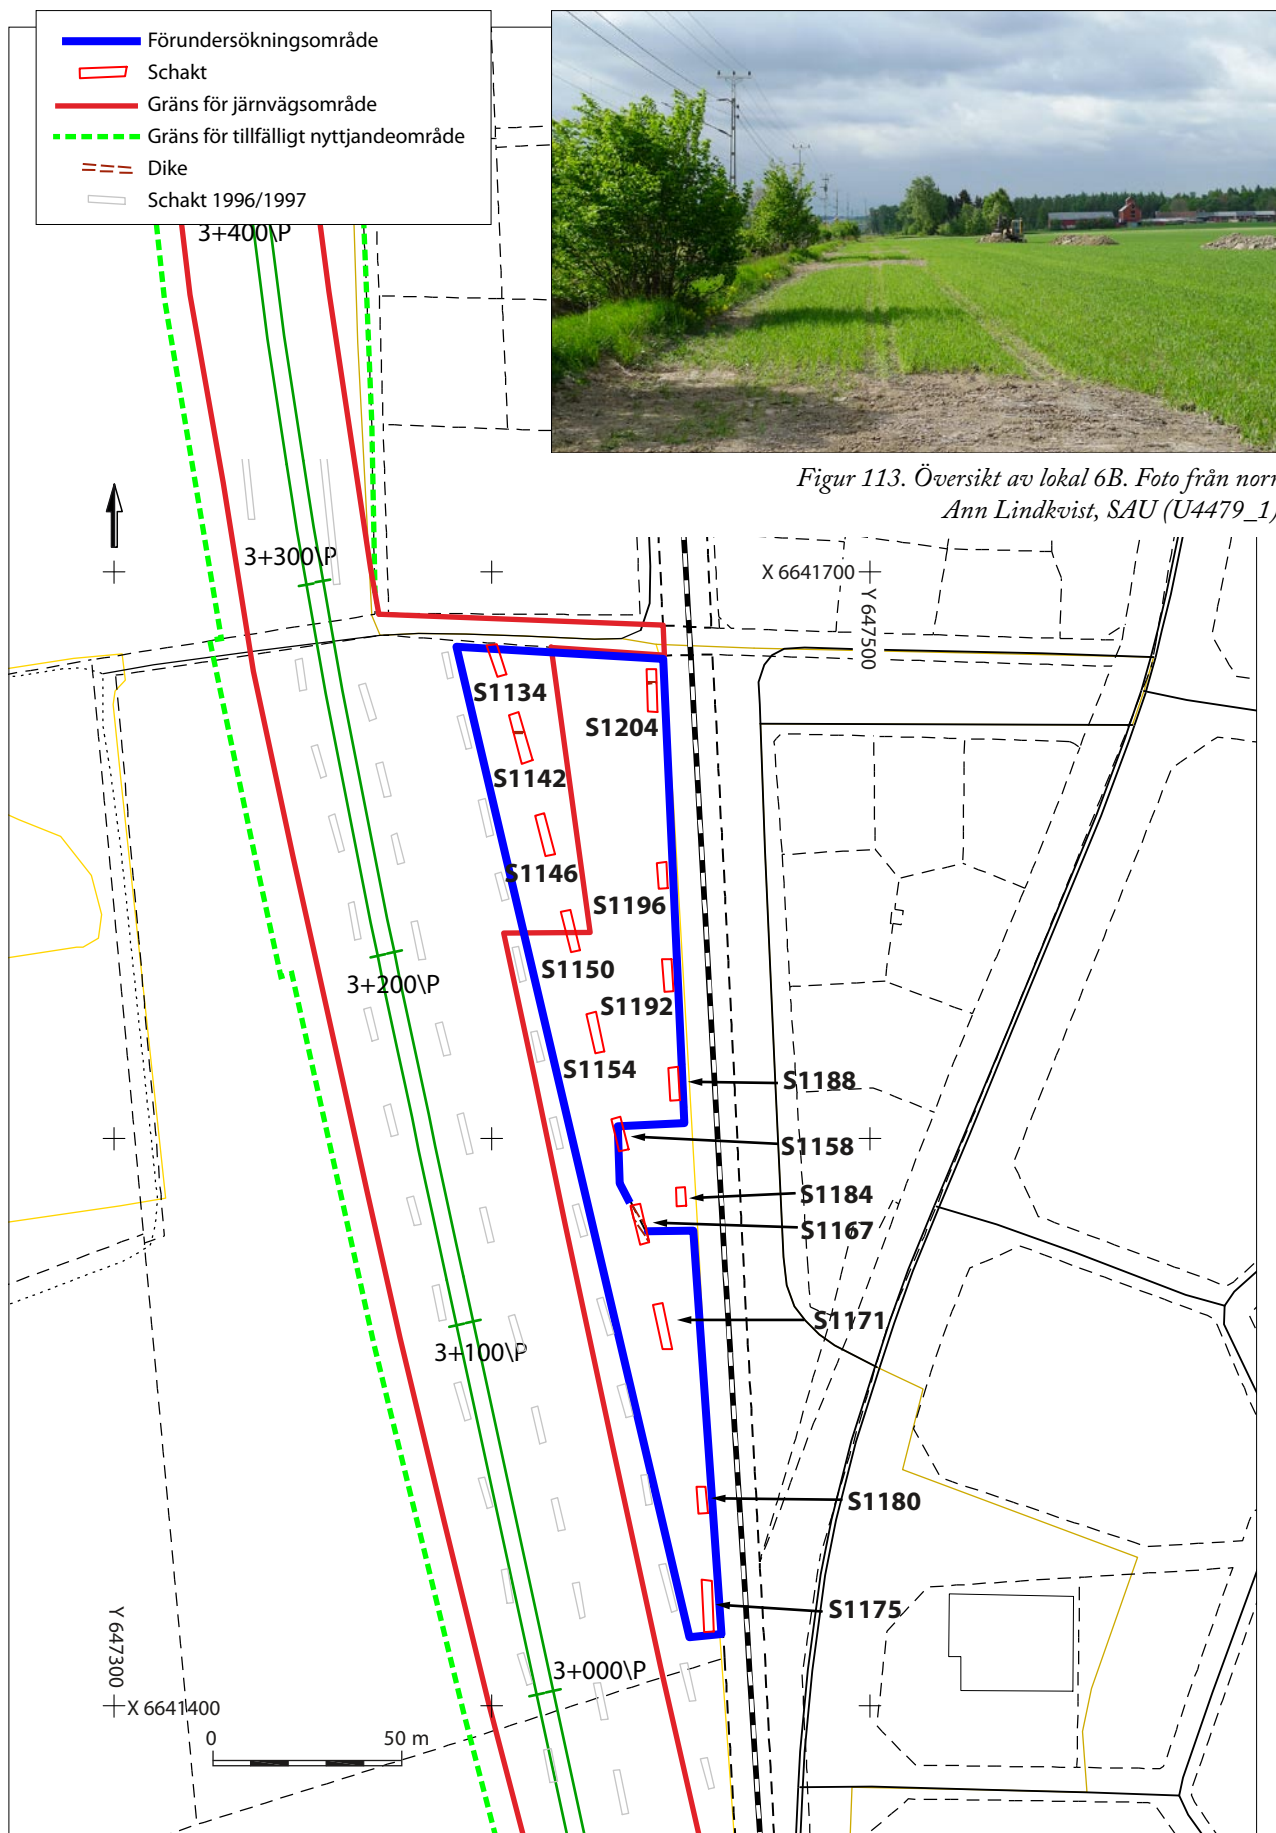 Förundersökningsområde
Schakt
Gräns för järnvägsområde
Gräns för tillfälligt nyttjandeområde
Dike
Schakt 1996/1997
3+400\P
Figur 113. Översikt av lokal 6B. Foto från norr
Ann Lindkvist, SAU (U4479_1)
3+300\P
X 6641700
Y 647500
S1134
S1204
S1142
S1146
S1196
S1150
3+200\P
S1192
S1154
S1188
S1158
S1184
S1167
S1171
3+100\P
S1180
S1175
Y 647300
3+000\P
X 6641400
0 50 m